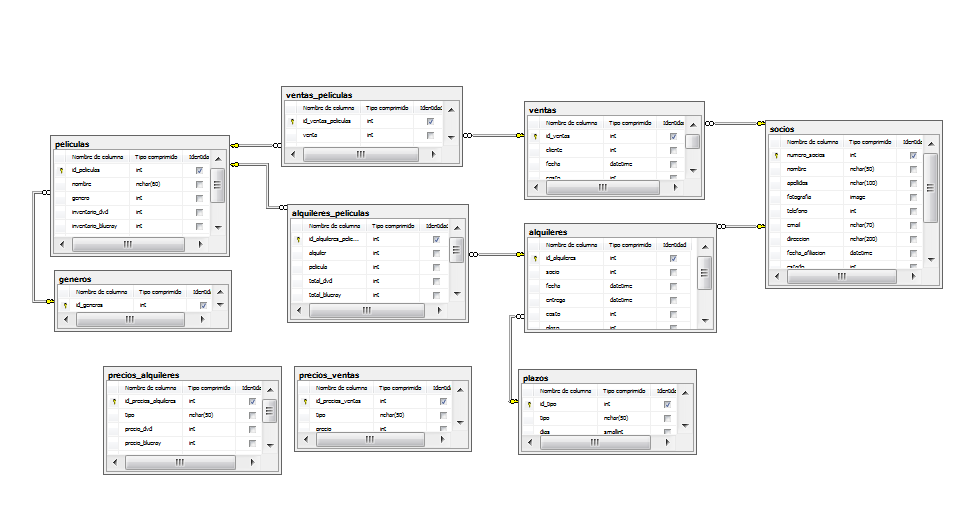 ventas_peliculas
Nombre de columna Tipo comprimido Identidad
id_ventas_peliculas int
venta int
ventas
Nombre de columna Tipo comprimido Identidad
id_ventas int
cliente int
fecha datetime
costo int
socios
Nombre de columna Tipo comprimido Identidad
numero_socios int
nombre nchar(50)
apellidos nchar(100)
fotografia image
telefono int
email nchar(70)
direccion nchar(200)
fecha_afiliacion datetime
estado int
peliculas
Nombre de columna Tipo comprimido Identidad
id_peliculas int
nombre nchar(50)
genero int
inventario_dvd int
inventario_blueray int
alquileres_peliculas
Nombre de columna Tipo comprimido Identidad
id_alquileres_pelic... int
alquiler int
pelicula int
total_dvd int
total_blueray int
alquileres
Nombre de columna Tipo comprimido Identidad
id_alquileres int
socio int
fecha datetime
entrega datetime
costo int
plazo int
generos
Nombre de columna Tipo comprimido Identidad
id_generos int
precios_alquileres
Nombre de columna Tipo comprimido Identid
id_precios_alquileres int
tipo nchar(50)
precio_dvd int
precio_blueray int
precios_ventas
Nombre de columna Tipo comprimido Identida
id_precios_ventas int
tipo nchar(50)
precio int
plazos
Nombre de columna Tipo comprimido Identidad
id_tipo int
tipo nchar(50)
dias smallint